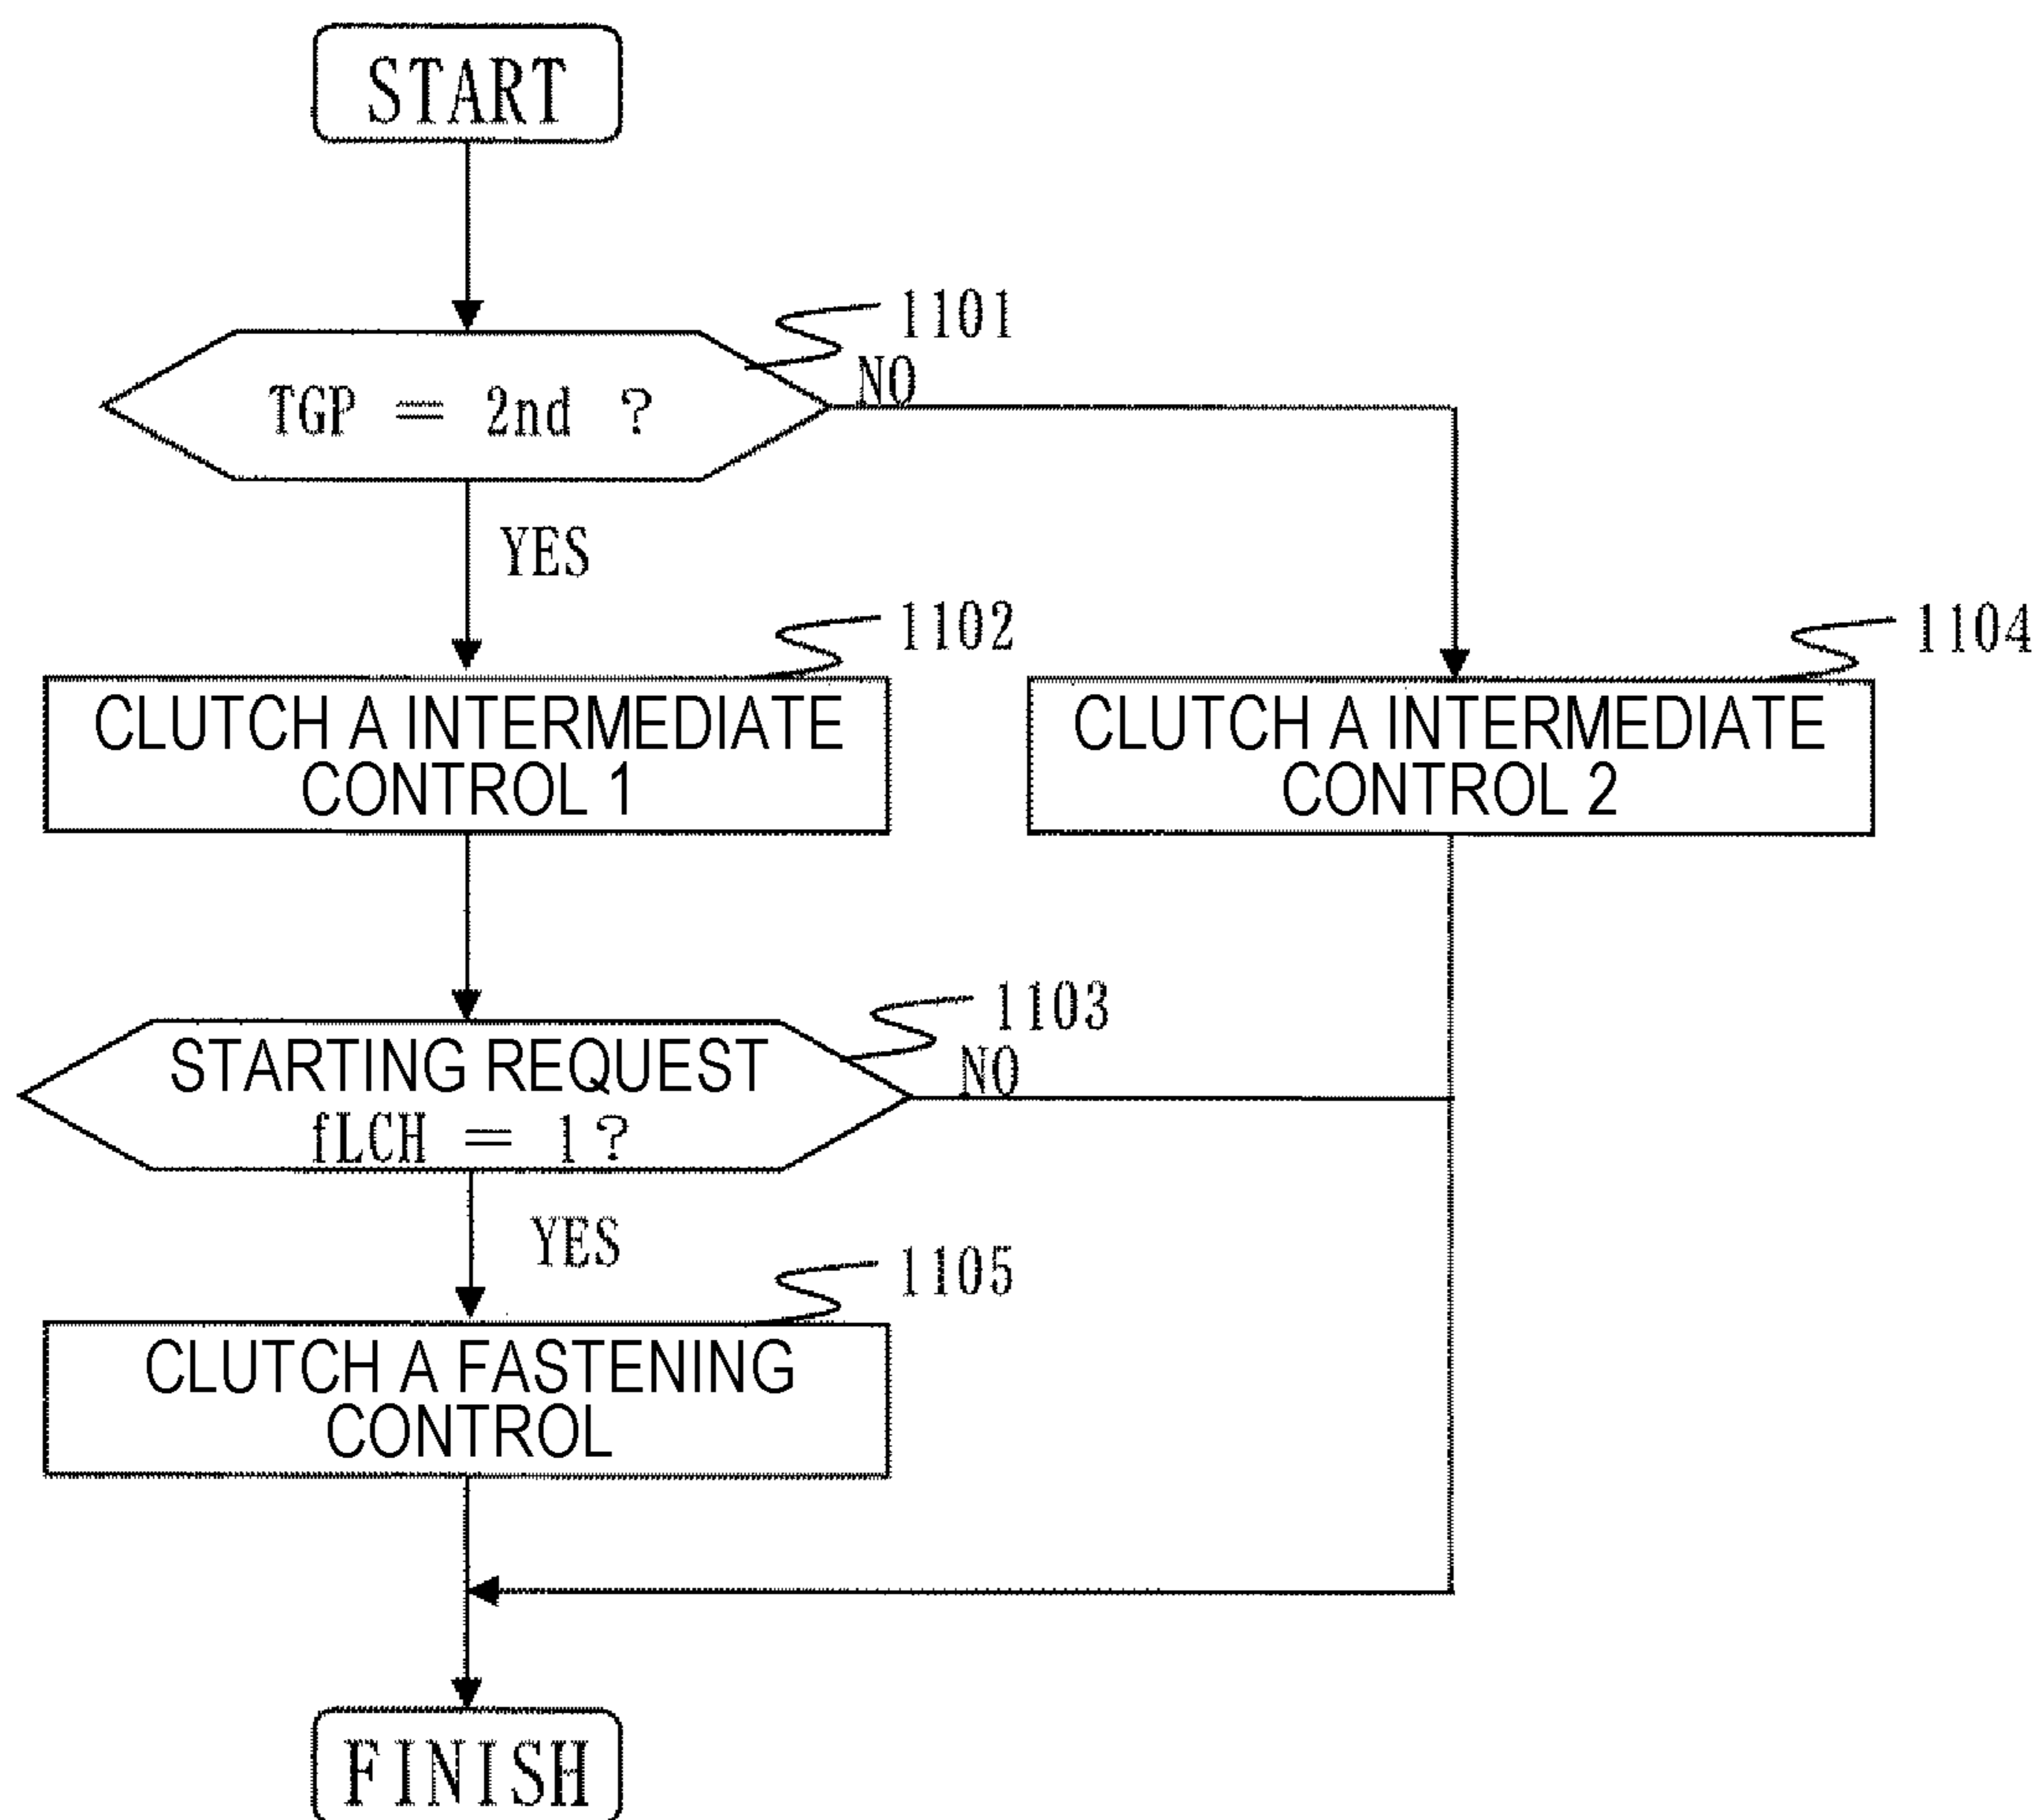 START
1101
NO
TGP = 2nd ?
YES
1102
1104
CLUTCH A INTERMEDIATE
CONTROL 1
CLUTCH A INTERMEDIATE
CONTROL 2
1103
NO
STARTING REQUEST
fLCH = 1?
YES
1105
CLUTCH A FASTENING
CONTROL
FINISH